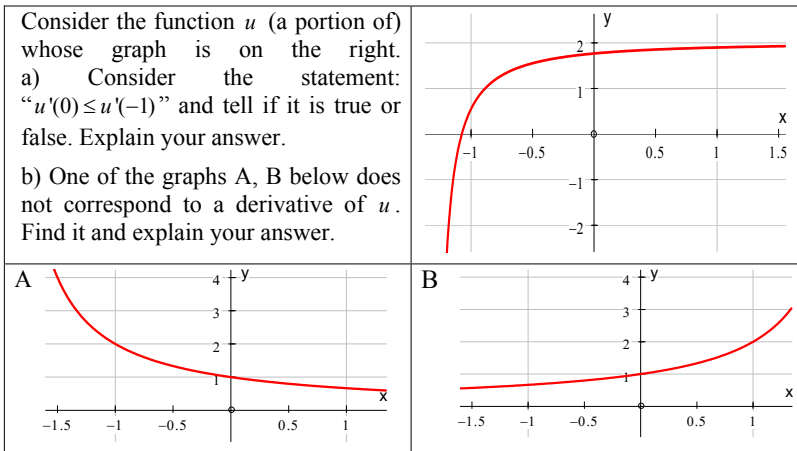 Consider the function u (a portion of)
whose graph is on the right.
a) Consider the statement:
“u'(0) ≤ u'(−1)” and tell if it is true or
false. Explain your answer.
b) One of the graphs A, B below does
not correspond to a derivative of u.
Find it and explain your answer.
y
2
1
x
−1 −0.5 0.5 1 1.5
−1
−2
A
y
4
3
2
1
x
−1.5 −1 −0.5 0.5 1
B
y
4
3
2
1
x
−1.5 −1 −0.5 0.5 1